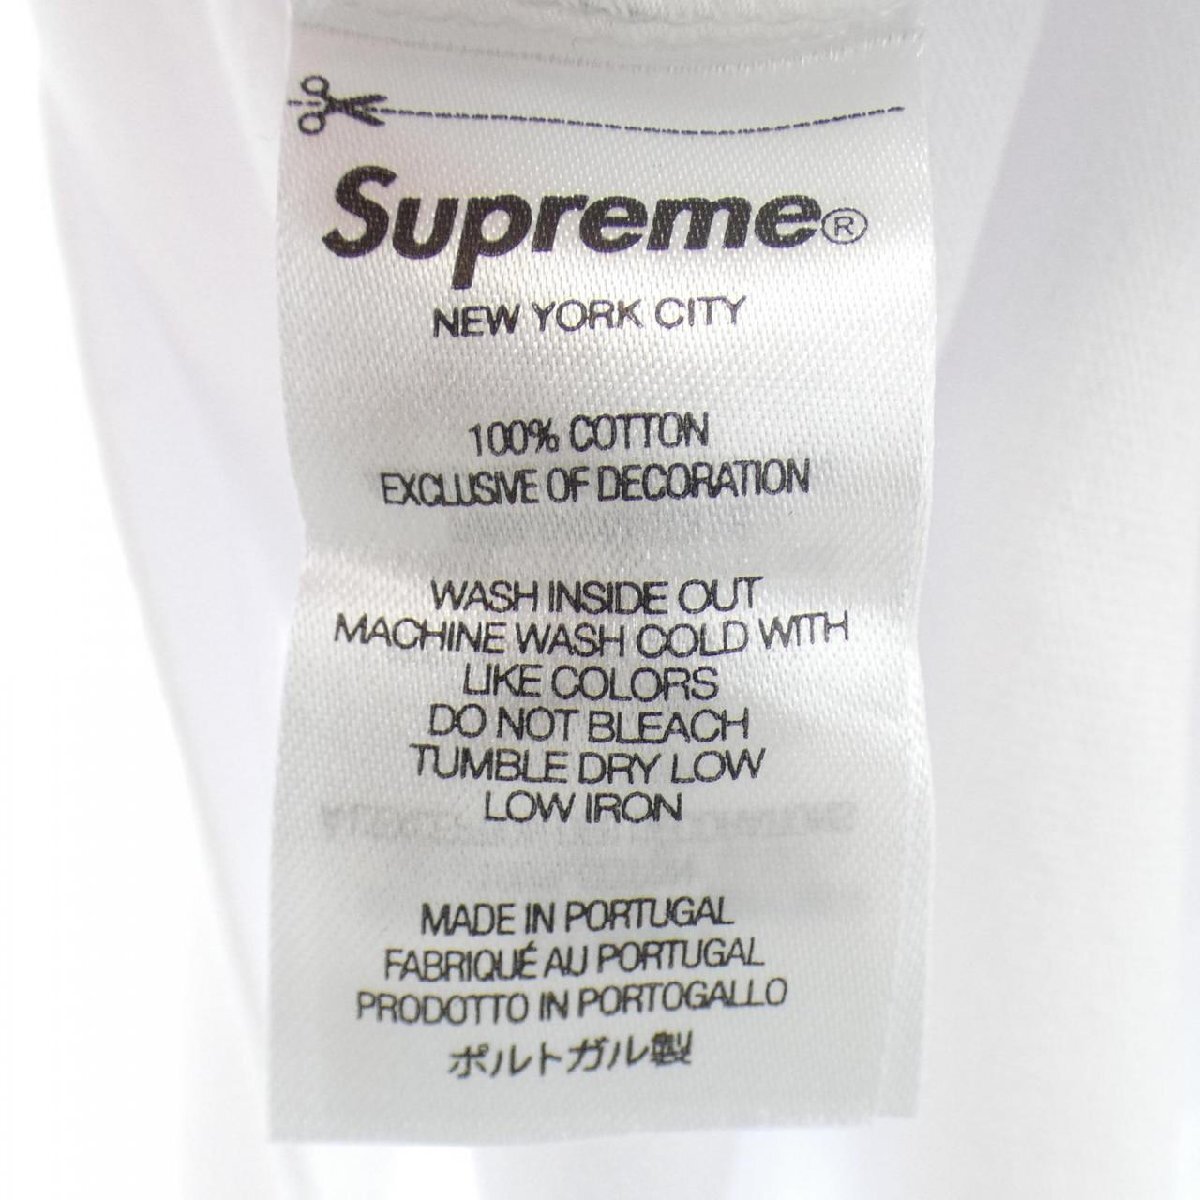 Supreme®
NEW YORK CITY
100% COTTON
EXCLUSIVE OF DECORATION
WASH INSIDE OUT
MACHINE WASH COLD WITH
LIKE COLORS
DO NOT BLEACH
TUMBLE DRY LOW
LOW IRON
MADE IN PORTUGAL
FABRIQUÉ AU PORTUGAL
PRODOTTO IN PORTOGALLO
ポルトガル製